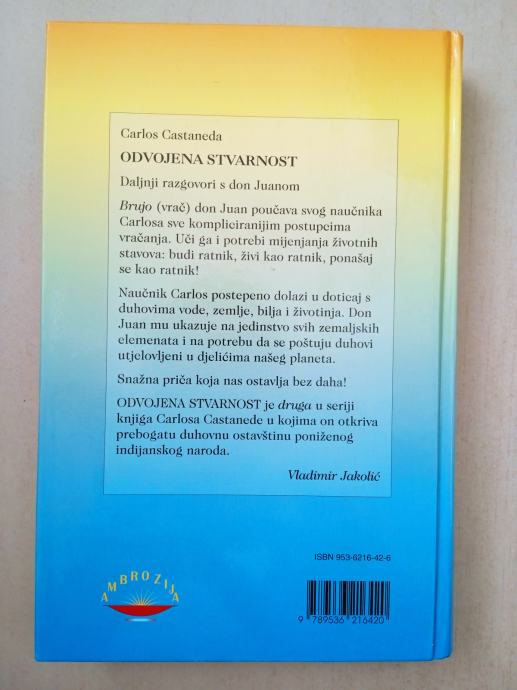 Carlos Castaneda
ODVOJENA STVARNOST
Daljnji razgovori s don Juanom
Brujo (vrač) don Juan poučava svog naučnika
Carlosa sve kompliciranijim postupcima
vračanja. Uči ga i potrebi mijenjanja životnih
stavova: budi ratnik, živi kao ratnik, ponašaj
se kao ratnik!
Naučnik Carlos postepeno dolazi u doticaj s
duhovima vode, zemlje, bilja i životinja. Don
Juan mu ukazuje na jedinstvo svih zemaljskih
elemenata i na potrebu da se poštuju duhovi
utjelovljeni u djelićima našeg planeta.
Snažna priča koja nas ostavlja bez daha!
ODVOJENA STVARNOST je druga u seriji
knjiga Carlosa Castanede u kojima on otkriva
prebogatu duhovnu ostavštinu poniženog
indijanskog naroda.
Vladimir Jakolić
ISBN 953-6216-42-6
AMBROZIJA
9 789536 216420